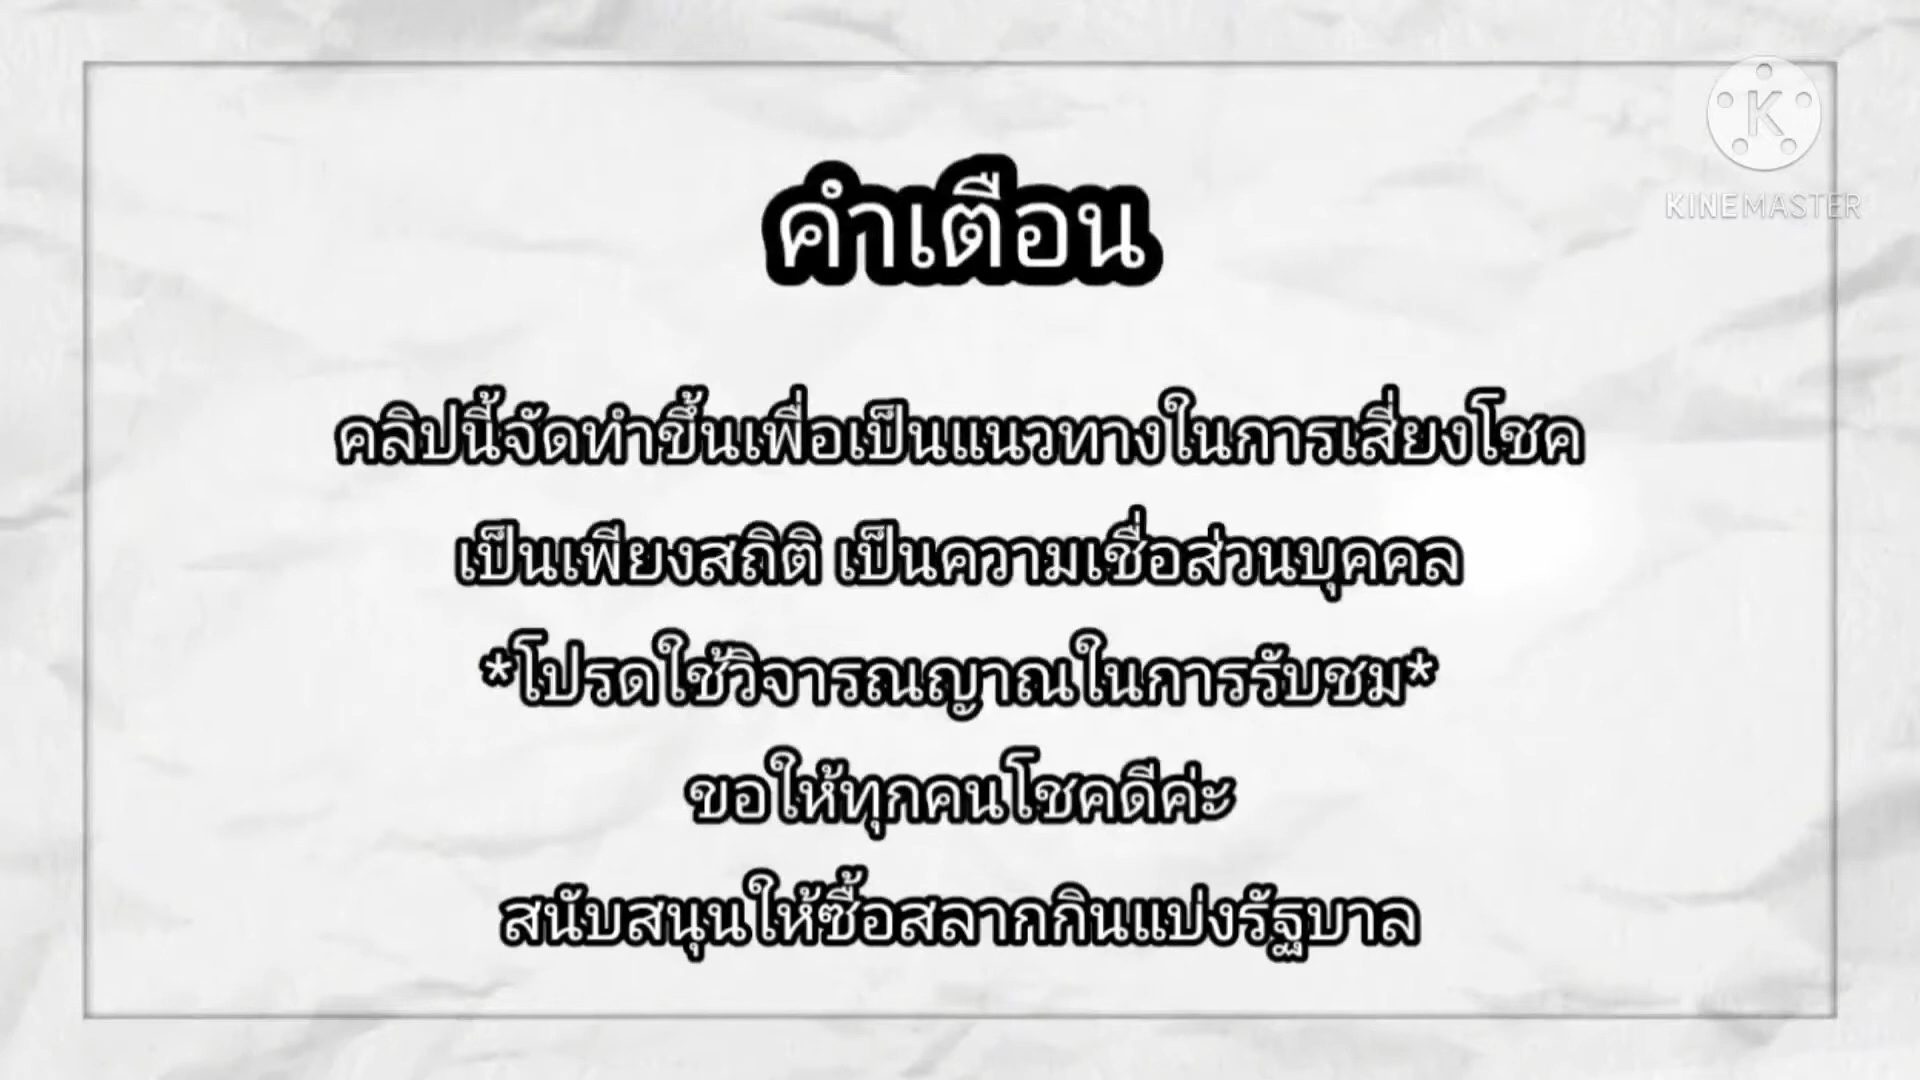 K
KINEMASTER
คำเตือน
คลิปนี้จัดทำขึ้นเพื่อเป็นแนวทางในการเสี่ยงโชค
เป็นเพียงสถิติ เป็นความเชื่อส่วนบุคคล
*โปรดใช้วิจารณญาณในการรับชม*
ขอให้ทุกคนโชคดีค่ะ
สนับสนุนให้ซื้อสลากกินแบ่งรัฐบาล